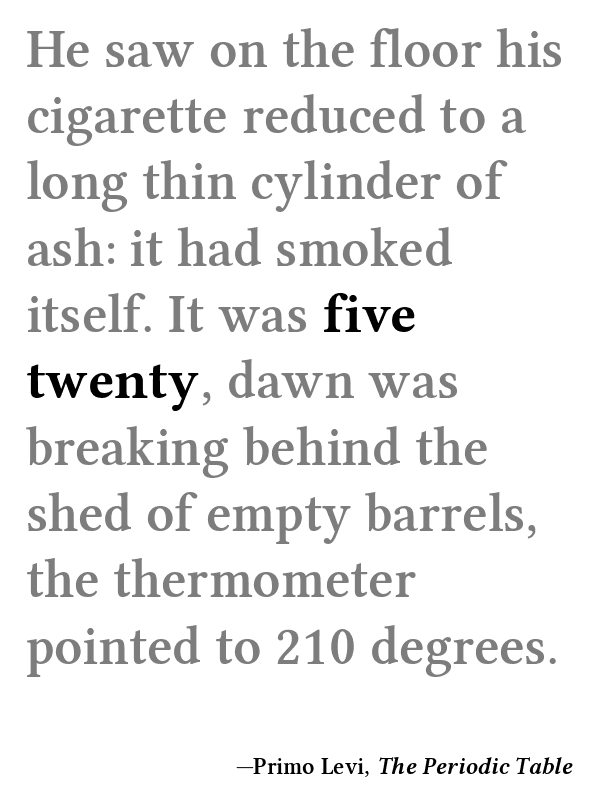 He saw on the floor his
cigarette reduced to a
long thin cylinder of
ash: it had smoked
itself. It was five
twenty, dawn was
breaking behind the
shed of empty barrels,
the thermometer
pointed to 210 degrees.
—Primo Levi, The Periodic Table